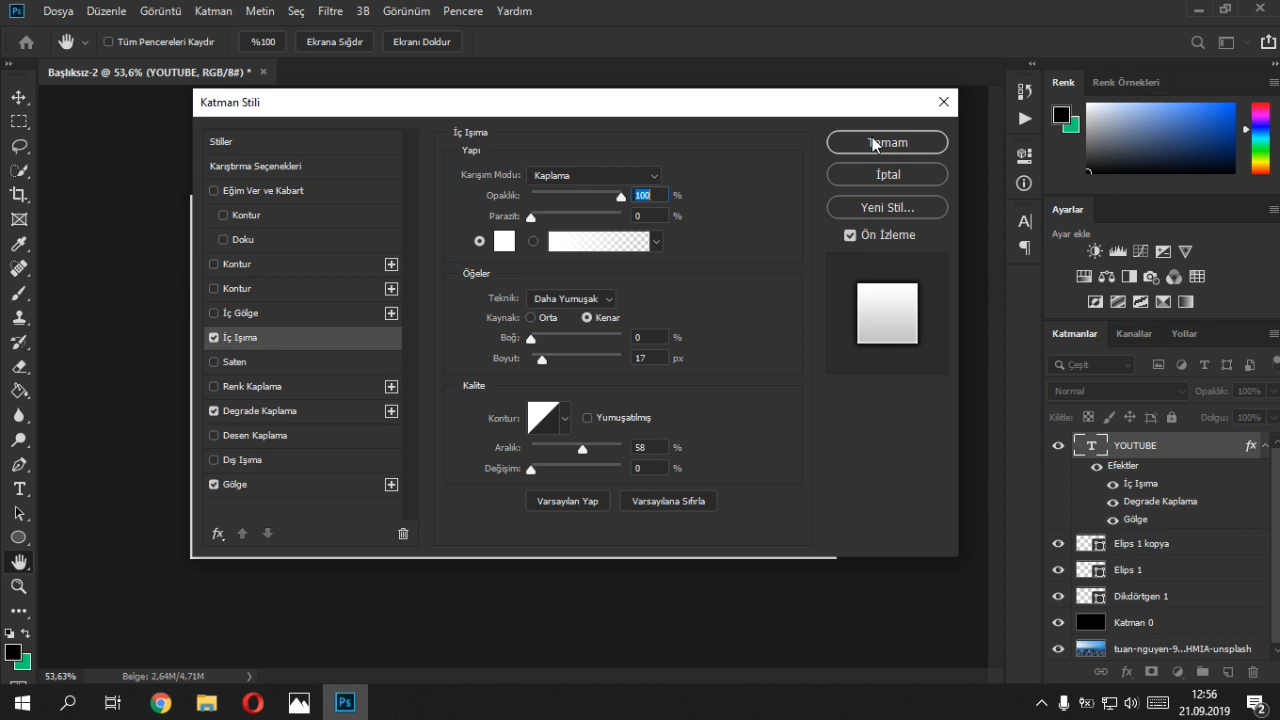 Ps Dosya Düzenle Görüntü Katman Metin Seç Filtre 3B Görünüm Pencere Yardım
Tüm Pencereleri Kaydır %100 Ekrana Sığdır Ekranı Doldur
Başlıksız-2 @ 53,6% (YOUTUBE, RGB/8#) *
Katman Stili
Stiller
Karıştırma Seçenekleri
Eğim Ver ve Kabart
Kontur
Doku
Kontur
Kontur
İç Gölge
İç Işıma
Saten
Renk Kaplama
Degrade Kaplama
Desen Kaplama
Dış Işıma
Gölge
fx
İç Işıma
Yapı
Karışım Modu: Kaplama
Opaklık: 100 %
Parazit: 0 %
Öğeler
Teknik: Daha Yumuşak
Kaynak: Orta Kenar
Boğ: 0 %
Boyut: 17 px
Kalite
Kontur: Yumuşatılmış
Aralık: 58 %
Değişim: 0 %
Varsayılan Yap Varsayılana Sıfırla
Tamam
İptal
Yeni Stil...
Ön İzleme
Renk Renk Örnekleri
Ayarlar
Ayar ekle
Katmanlar Kanallar Yollar
Çeşit
Normal Opaklık: 100%
Kilitle: Dolgu: 100%
T YOUTUBE fx
Efektler
İç Işıma
Degrade Kaplama
Gölge
Elips 1 kopya
Elips 1
Dikdörtgen 1
Katman 0
tuan-nguyen-9...HMIA-unsplash
53,63% Belge: 2,64M/4,71M
Ps
12:56
21.09.2019
2